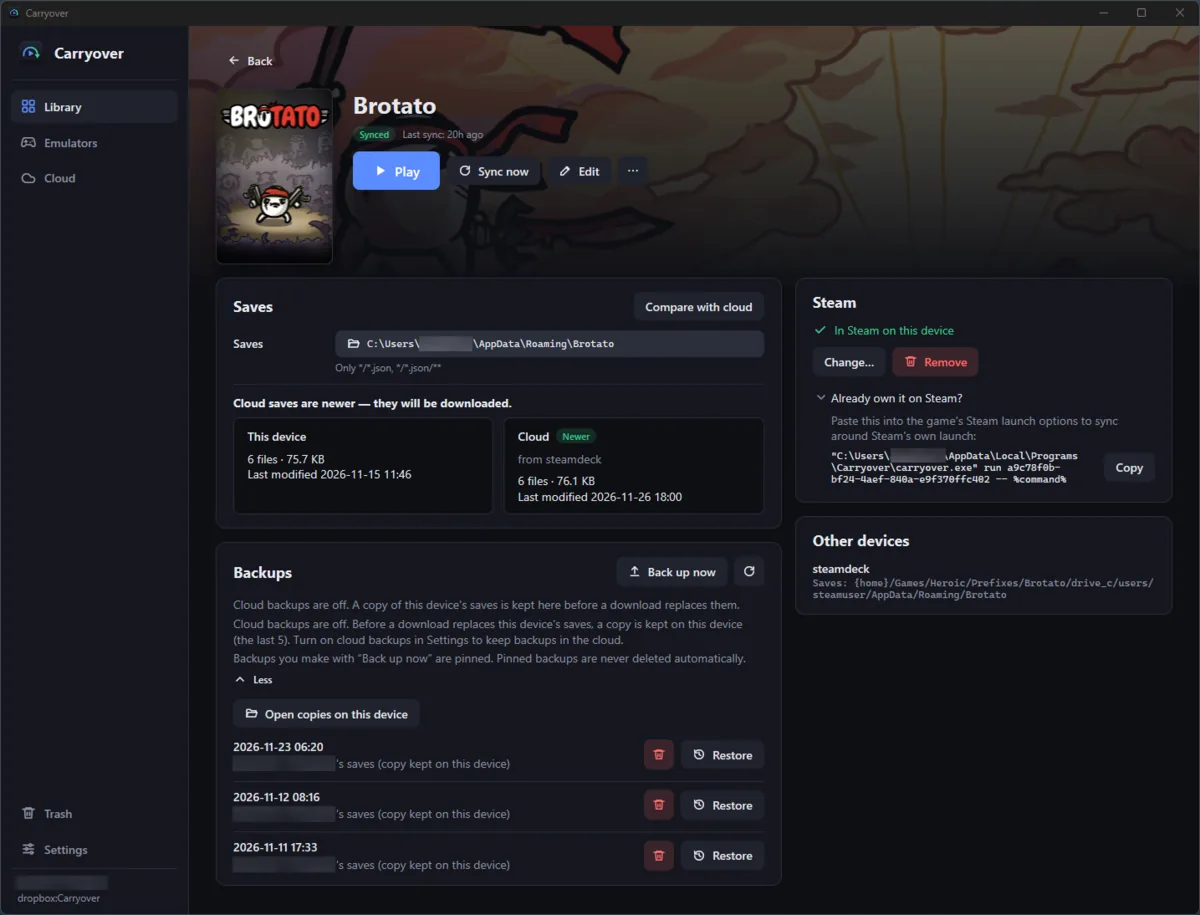 Carryover
Carryover
Library
Emulators
Cloud
Trash
Settings
dropbox:Carryover
Back
BROTATO
Brotato
Synced Last sync: 20h ago
Play Sync now Edit ...
Saves
Compare with cloud
Saves
C:\Users\ \AppData\Roaming\Brotato
Only "/*.json, "/*.json/**
Cloud saves are newer — they will be downloaded.
This device
6 files · 75.7 KB
Last modified 2026-11-15 11:46
Cloud Newer
from steamdeck
6 files · 76.1 KB
Last modified 2026-11-26 18:00
Backups
Back up now
Cloud backups are off. A copy of this device's saves is kept here before a download replaces them.
Cloud backups are off. Before a download replaces this device's saves, a copy is kept on this device
(the last 5). Turn on cloud backups in Settings to keep backups in the cloud.
Backups you make with "Back up now" are pinned. Pinned backups are never deleted automatically.
Less
Open copies on this device
2026-11-23 06:20
's saves (copy kept on this device)
Restore
2026-11-12 08:16
's saves (copy kept on this device)
Restore
2026-11-11 17:33
's saves (copy kept on this device)
Restore
Steam
In Steam on this device
Change... Remove
Already own it on Steam?
Paste this into the game's Steam launch options to sync
around Steam's own launch:
"C:\Users\ \AppData\Local\Programs
\Carryover\carryover.exe" run a9c78f0b-
bf24-4aef-840a-e9f370ffc402 -- %command%
Copy
Other devices
steamdeck
Saves: {home}/Games/Heroic/Prefixes/Brotato/drive_c/users/
steamuser/AppData/Roaming/Brotato